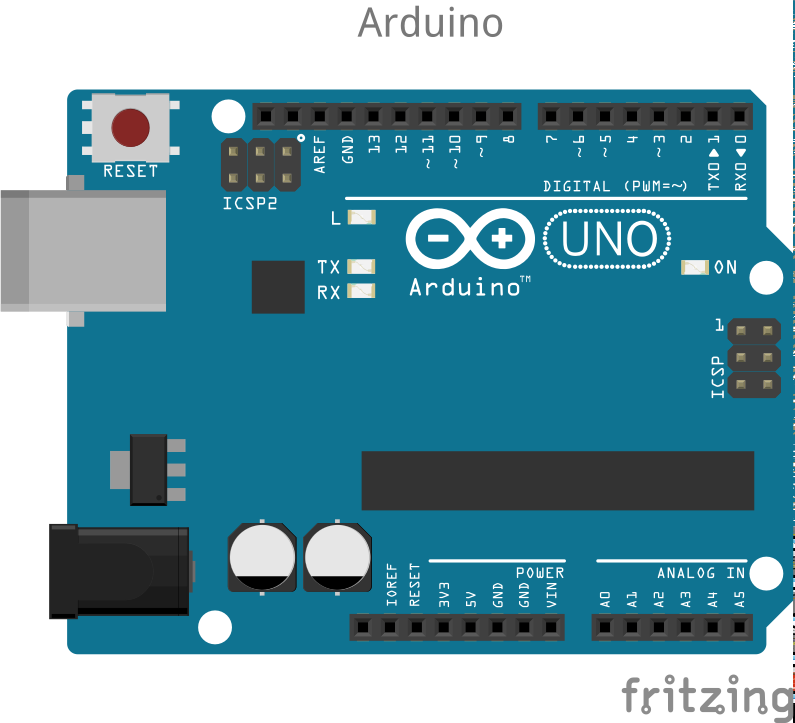 Arduino
RESET
ICSP2
AREF
GND
13
12
~11
~10
~9
8
7
~6
~5
4
~3
2
TX0▶1
RX0◀0
DIGITAL (PWM=~)
L
TX
RX
Arduino™
UNO
ON
1
ICSP
POWER
ANALOG IN
IOREF
RESET
3V3
5V
GND
GND
VIN
A0
A1
A2
A3
A4
A5
fritzing